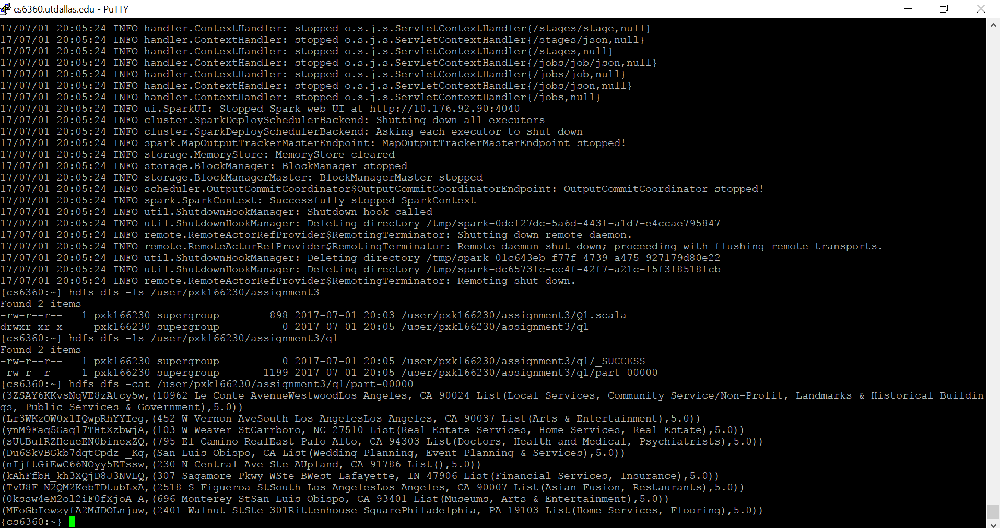 cs6360.utdallas.edu - PuTTY
17/07/01 20:05:24 INFO handler.ContextHandler: stopped o.s.j.s.ServletContextHandler{/stages/stage,null}
17/07/01 20:05:24 INFO handler.ContextHandler: stopped o.s.j.s.ServletContextHandler{/stages/json,null}
17/07/01 20:05:24 INFO handler.ContextHandler: stopped o.s.j.s.ServletContextHandler{/stages,null}
17/07/01 20:05:24 INFO handler.ContextHandler: stopped o.s.j.s.ServletContextHandler{/jobs/job/json,null}
17/07/01 20:05:24 INFO handler.ContextHandler: stopped o.s.j.s.ServletContextHandler{/jobs/job,null}
17/07/01 20:05:24 INFO handler.ContextHandler: stopped o.s.j.s.ServletContextHandler{/jobs/json,null}
17/07/01 20:05:24 INFO handler.ContextHandler: stopped o.s.j.s.ServletContextHandler{/jobs,null}
17/07/01 20:05:24 INFO ui.SparkUI: Stopped Spark web UI at http://10.176.92.90:4040
17/07/01 20:05:24 INFO cluster.SparkDeploySchedulerBackend: Shutting down all executors
17/07/01 20:05:24 INFO cluster.SparkDeploySchedulerBackend: Asking each executor to shut down
17/07/01 20:05:24 INFO spark.MapOutputTrackerMasterEndpoint: MapOutputTrackerMasterEndpoint stopped!
17/07/01 20:05:24 INFO storage.MemoryStore: MemoryStore cleared
17/07/01 20:05:24 INFO storage.BlockManager: BlockManager stopped
17/07/01 20:05:24 INFO storage.BlockManagerMaster: BlockManagerMaster stopped
17/07/01 20:05:24 INFO scheduler.OutputCommitCoordinator$OutputCommitCoordinatorEndpoint: OutputCommitCoordinator stopped!
17/07/01 20:05:24 INFO spark.SparkContext: Successfully stopped SparkContext
17/07/01 20:05:24 INFO util.ShutdownHookManager: Shutdown hook called
17/07/01 20:05:24 INFO util.ShutdownHookManager: Deleting directory /tmp/spark-0dcf27dc-5a6d-443f-a1d7-e4ccae795847
17/07/01 20:05:24 INFO remote.RemoteActorRefProvider$RemotingTerminator: Shutting down remote daemon.
17/07/01 20:05:24 INFO remote.RemoteActorRefProvider$RemotingTerminator: Remote daemon shut down; proceeding with flushing remote transports.
17/07/01 20:05:24 INFO util.ShutdownHookManager: Deleting directory /tmp/spark-01c643eb-f77f-4739-a475-927179d80e22
17/07/01 20:05:24 INFO util.ShutdownHookManager: Deleting directory /tmp/spark-dc6573fc-cc4f-42f7-a21c-f5f3f8518fcb
17/07/01 20:05:24 INFO remote.RemoteActorRefProvider$RemotingTerminator: Remoting shut down.
{cs6360:~} hdfs dfs -ls /user/pxk166230/assignment3
Found 2 items
-rw-r--r--   1 pxk166230 supergroup        898 2017-07-01 20:03 /user/pxk166230/assignment3/Q1.scala
drwxr-xr-x   - pxk166230 supergroup          0 2017-07-01 20:05 /user/pxk166230/assignment3/q1
{cs6360:~} hdfs dfs -ls /user/pxk166230/assignment3/q1
Found 2 items
-rw-r--r--   1 pxk166230 supergroup          0 2017-07-01 20:05 /user/pxk166230/assignment3/q1/_SUCCESS
-rw-r--r--   1 pxk166230 supergroup       1199 2017-07-01 20:05 /user/pxk166230/assignment3/q1/part-00000
{cs6360:~} hdfs dfs -cat /user/pxk166230/assignment3/q1/part-00000
(3ZSAY6KKvsNqVE8zAtcy5w,(10962 Le Conte AvenueWestwoodLos Angeles, CA 90024 List(Local Services, Community Service/Non-Profit, Landmarks & Historical Buildin
gs, Public Services & Government),5.0))
(Lr3WKzOW0x1IQwpRhYYIeg,(452 W Vernon AveSouth Los AngelesLos Angeles, CA 90037 List(Arts & Entertainment),5.0))
(ynM9Faq5Gaql7THtXzbwjA,(103 W Weaver StCarrboro, NC 27510 List(Real Estate Services, Home Services, Real Estate),5.0))
(sUtBufRZHcueEN0binexZQ,(795 El Camino RealEast Palo Alto, CA 94303 List(Doctors, Health and Medical, Psychiatrists),5.0))
(Du6SkVBGkb7dqtCpdz-_Kg,(San Luis Obispo, CA List(Wedding Planning, Event Planning & Services),5.0))
(nIjftGiEwC66NOyy5ETssw,(230 N Central Ave Ste AUpland, CA 91786 List(),5.0))
(kAhFfbH_kh3XQjD8J3NVLQ,(307 Sagamore Pkwy WSte BWest Lafayette, IN 47906 List(Financial Services, Insurance),5.0))
(TvU8F_N2QM2KebTDtubLxA,(2518 S Figueroa StSouth Los AngelesLos Angeles, CA 90007 List(Asian Fusion, Restaurants),5.0))
(0kssw4eM2ol2iF0fXjoA-A,(696 Monterey StSan Luis Obispo, CA 93401 List(Museums, Arts & Entertainment),5.0))
(MFoGbIewzyfA2MJDOLnjuw,(2401 Walnut StSte 301Rittenhouse SquarePhiladelphia, PA 19103 List(Home Services, Flooring),5.0))
{cs6360:~}